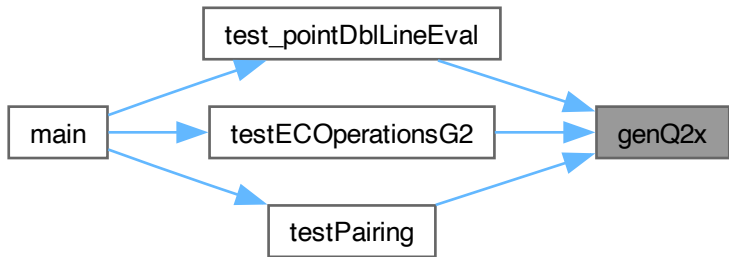 test_pointDblLineEval
main
testECOperationsG2
genQ2x
testPairing